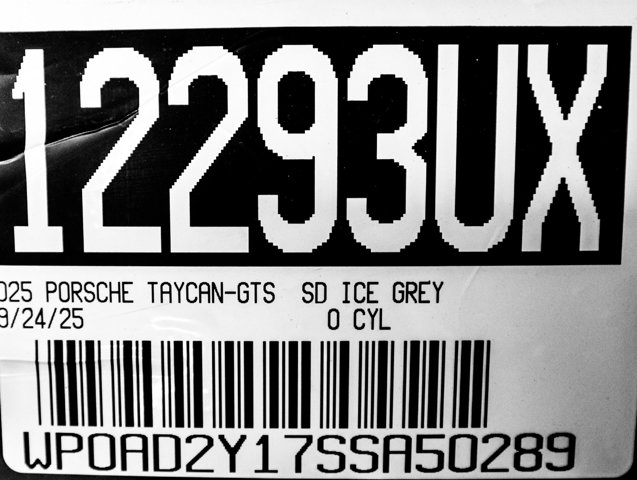 12293UX
025 PORSCHE TAYCAN-GTS SD ICE GREY
9/24/25 0 CYL
WP0AD2Y17SSA50289